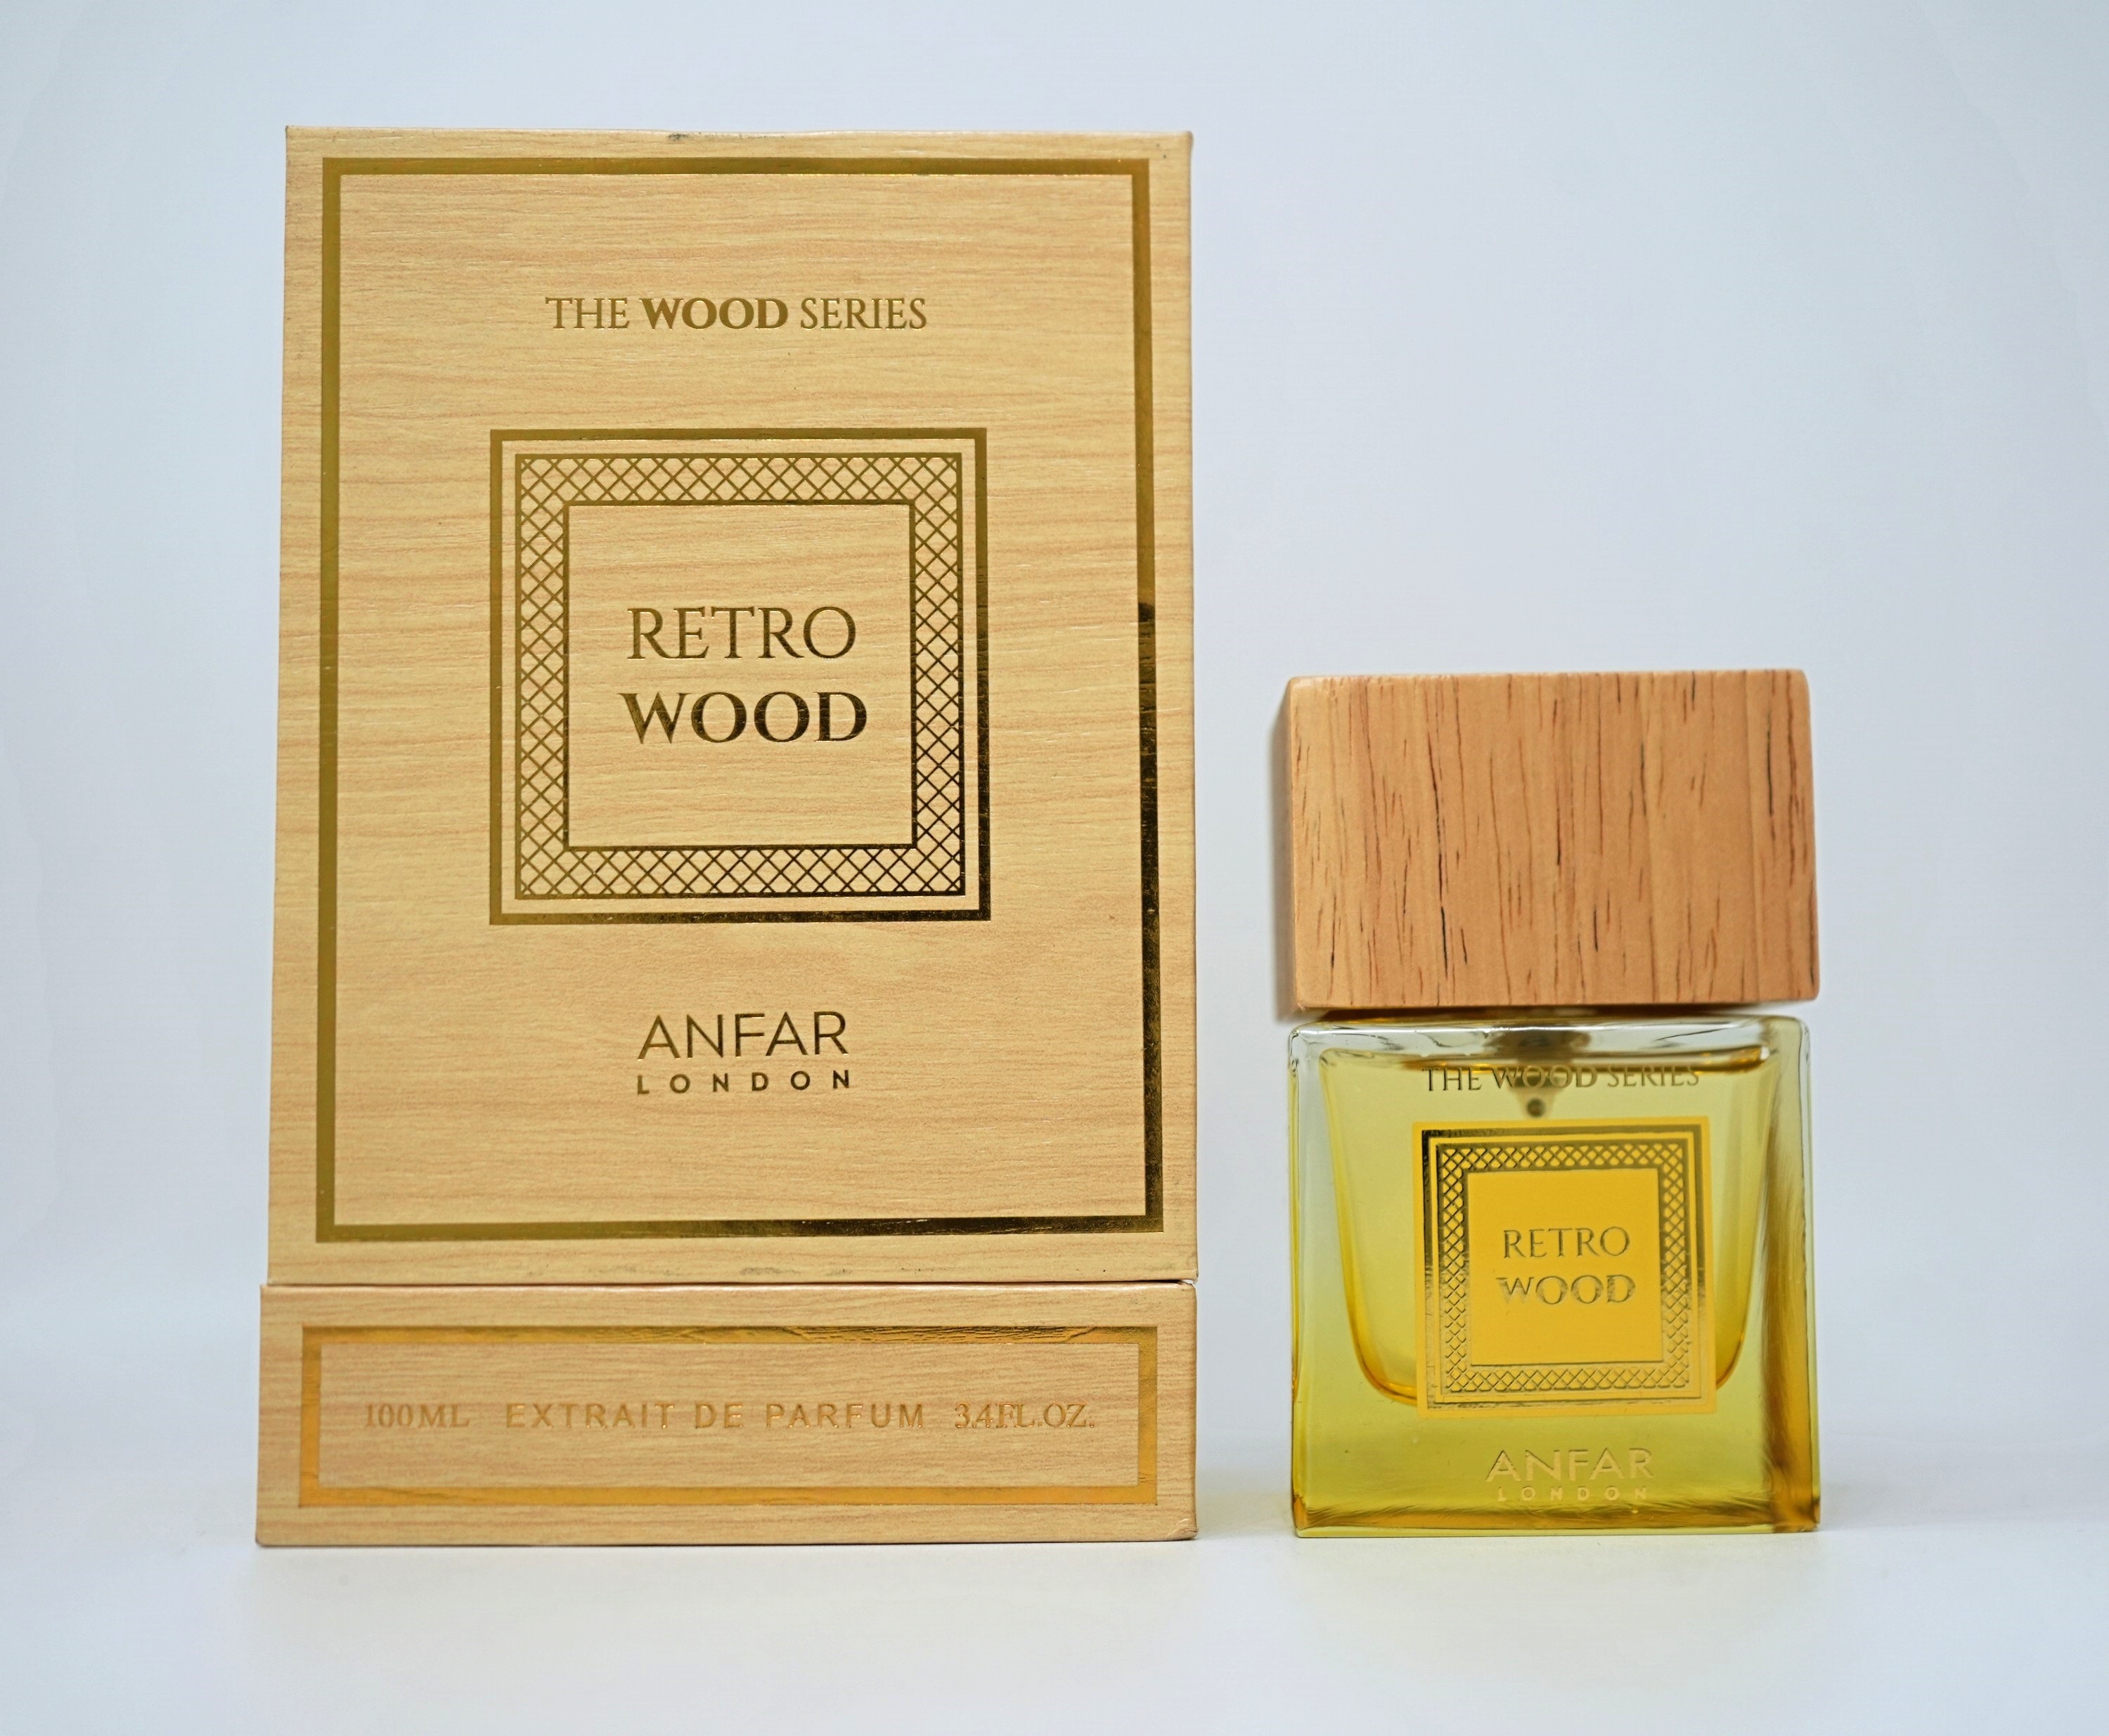 THE WOOD SERIES
RETRO
WOOD
ANFAR
LONDON
100ML EXTRAIT DE PARFUM 3.4FL.OZ.
THE WOOD SERIES
RETRO
WOOD
ANFAR
LONDON